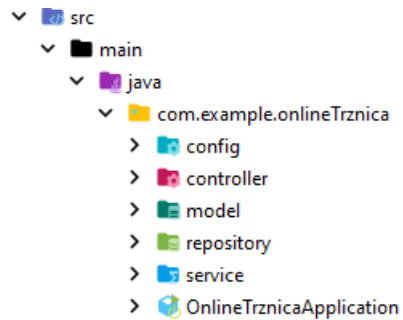 src
main
java
com.example.onlineTrznica
config
controller
model
repository
service
OnlineTrznicaApplication